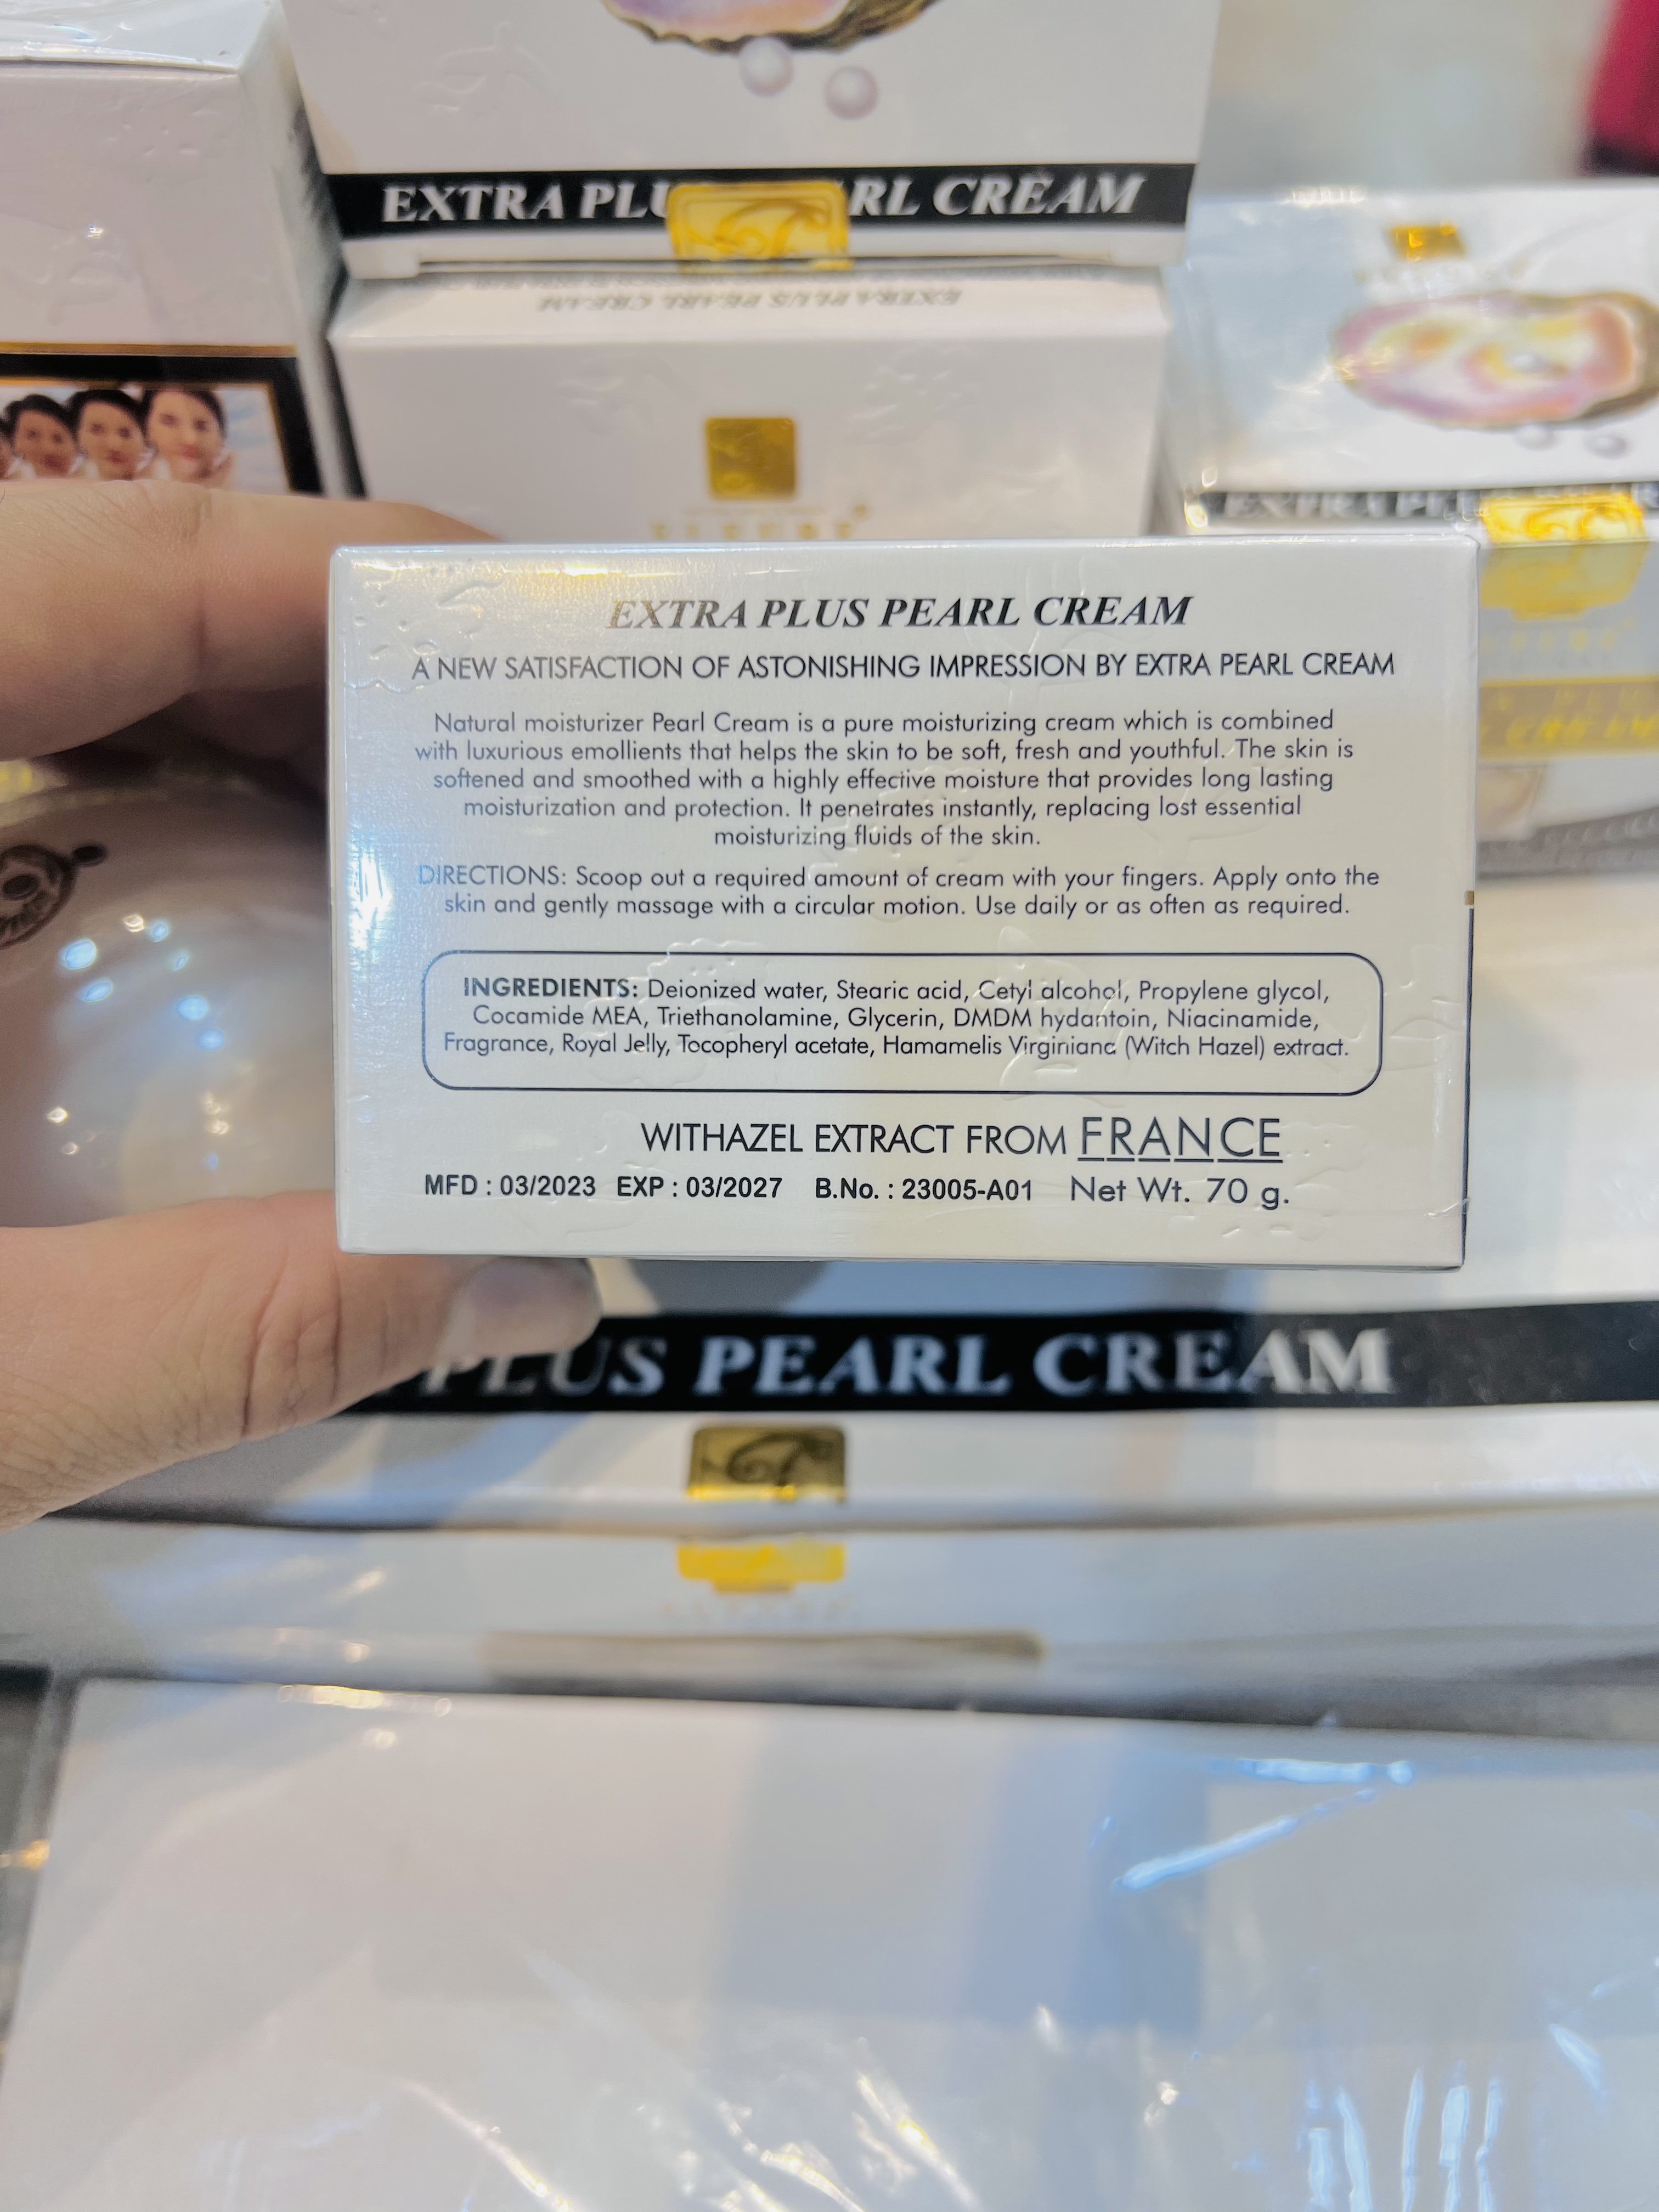 EXTRA PLU RL CREAM
EXTRA PLUS PEARL CREAM
EXTRA PLUS PEARL CREAM
A NEW SATISFACTION OF ASTONISHING IMPRESSION BY EXTRA PEARL CREAM
Natural moisturizer Pearl Cream is a pure moisturizing cream which is combined
with luxurious emollients that helps the skin to be soft, fresh and youthful. The skin is
softened and smoothed with a highly effective moisture that provides long lasting
moisturization and protection. It penetrates instantly, replacing lost essential
moisturizing fluids of the skin.
DIRECTIONS: Scoop out a required amount of cream with your fingers. Apply onto the
skin and gently massage with a circular motion. Use daily or as often as required.
INGREDIENTS: Deionized water, Stearic acid, Cetyl alcohol, Propylene glycol,
Cocamide MEA, Triethanolamine, Glycerin, DMDM hydantoin, Niacinamide,
Fragrance, Royal Jelly, Tocopheryl acetate, Hamamelis Virginiana (Witch Hazel) extract.
WITHAZEL EXTRACT FROM FRANCE
MFD : 03/2023 EXP : 03/2027 B.No. : 23005-A01 Net Wt. 70 g.
PLUS PEARL CREAM